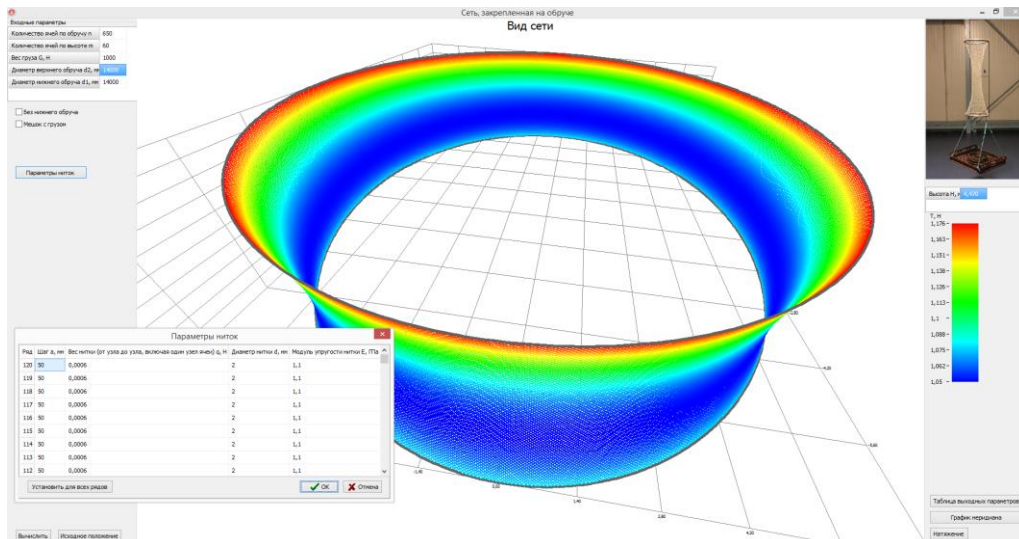 Сеть, закрепленная на обруче
Входные параметры
Количество ячей по обручу n 650
Количество ячей по высоте m 60
Вес груза G, Н 1000
Диаметр верхнего обруча d2, мм 14000
Диаметр нижнего обруча d1, мм 14000
Без нижнего обруча
Мешок с грузом
Параметры ниток
Вид сети
Высота H, м 4,470
T, Н
1,176
1,163
1,151
1,138
1,126
1,113
1,1
1,088
1,075
1,062
1,05
Параметры ниток
Ряд Шаг a, мм Вес нитки (от узла до узла, включая один узел ячеи) q, Н Диаметр нитки d, мм Модуль упругости нитки E, ГПа
120 50 0,0006 2 1,1
119 50 0,0006 2 1,1
118 50 0,0006 2 1,1
117 50 0,0006 2 1,1
116 50 0,0006 2 1,1
115 50 0,0006 2 1,1
114 50 0,0006 2 1,1
113 50 0,0006 2 1,1
112 50 0,0006 2 1,1
Установить для всех рядов OK Отмена
Вычислить Исходное положение
Таблица выходных параметров
График меридиана
Натяжение